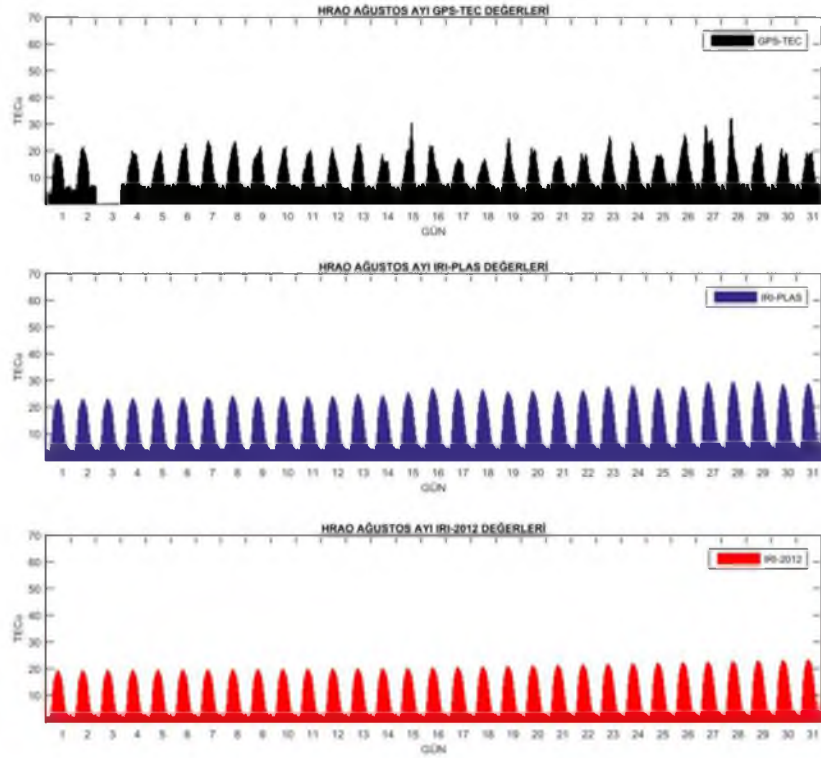 HRAO AĞUSTOS AYI GPS-TEC DEĞERLERİ
70
60
50
40
30
20
10
TECu
GPS-TEC
1 2 3 4 5 6 7 8 9 10 11 12 13 14 15 16 17 18 19 20 21 22 23 24 25 26 27 28 29 30 31
GÜN
HRAO AĞUSTOS AYI IRI-PLAS DEĞERLERİ
70
60
50
40
30
20
10
TECu
IRI-PLAS
1 2 3 4 5 6 7 8 9 10 11 12 13 14 15 16 17 18 19 20 21 22 23 24 25 26 27 28 29 30 31
GÜN
HRAO AĞUSTOS AYI IRI-2012 DEĞERLERİ
70
60
50
40
30
20
10
TECu
IRI-2012
1 2 3 4 5 6 7 8 9 10 11 12 13 14 15 16 17 18 19 20 21 22 23 24 25 26 27 28 29 30 31
GÜN